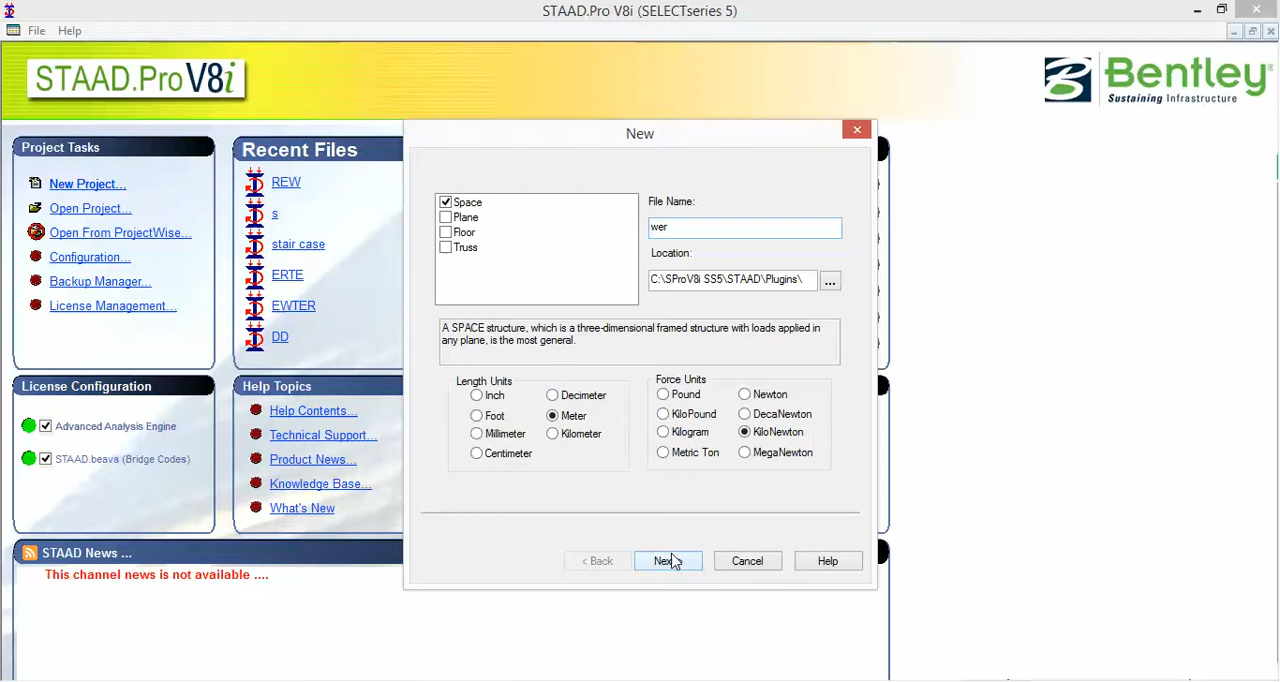 STAAD.Pro V8i (SELECTseries 5)
File Help
STAAD.Pro V8i
Bentley®
Sustaining Infrastructure
Project Tasks
New Project...
Open Project...
Open From ProjectWise...
Configuration...
Backup Manager...
License Management...
Recent Files
REW
s
stair case
ERTE
EWTER
DD
License Configuration
Advanced Analysis Engine
STAAD.beava (Bridge Codes)
Help Topics
Help Contents...
Technical Support...
Product News...
Knowledge Base...
What's New
STAAD News ...
This channel news is not available ....
New
Space
Plane
Floor
Truss
File Name:
wer
Location:
C:\SProV8i SS5\STAAD\Plugins\
...
A SPACE structure, which is a three-dimensional framed structure with loads applied in
any plane, is the most general.
Length Units
Inch
Foot
Millimeter
Centimeter
Decimeter
Meter
Kilometer
Force Units
Pound
KiloPound
Kilogram
Metric Ton
Newton
DecaNewton
KiloNewton
MegaNewton
< Back
Cancel
Help